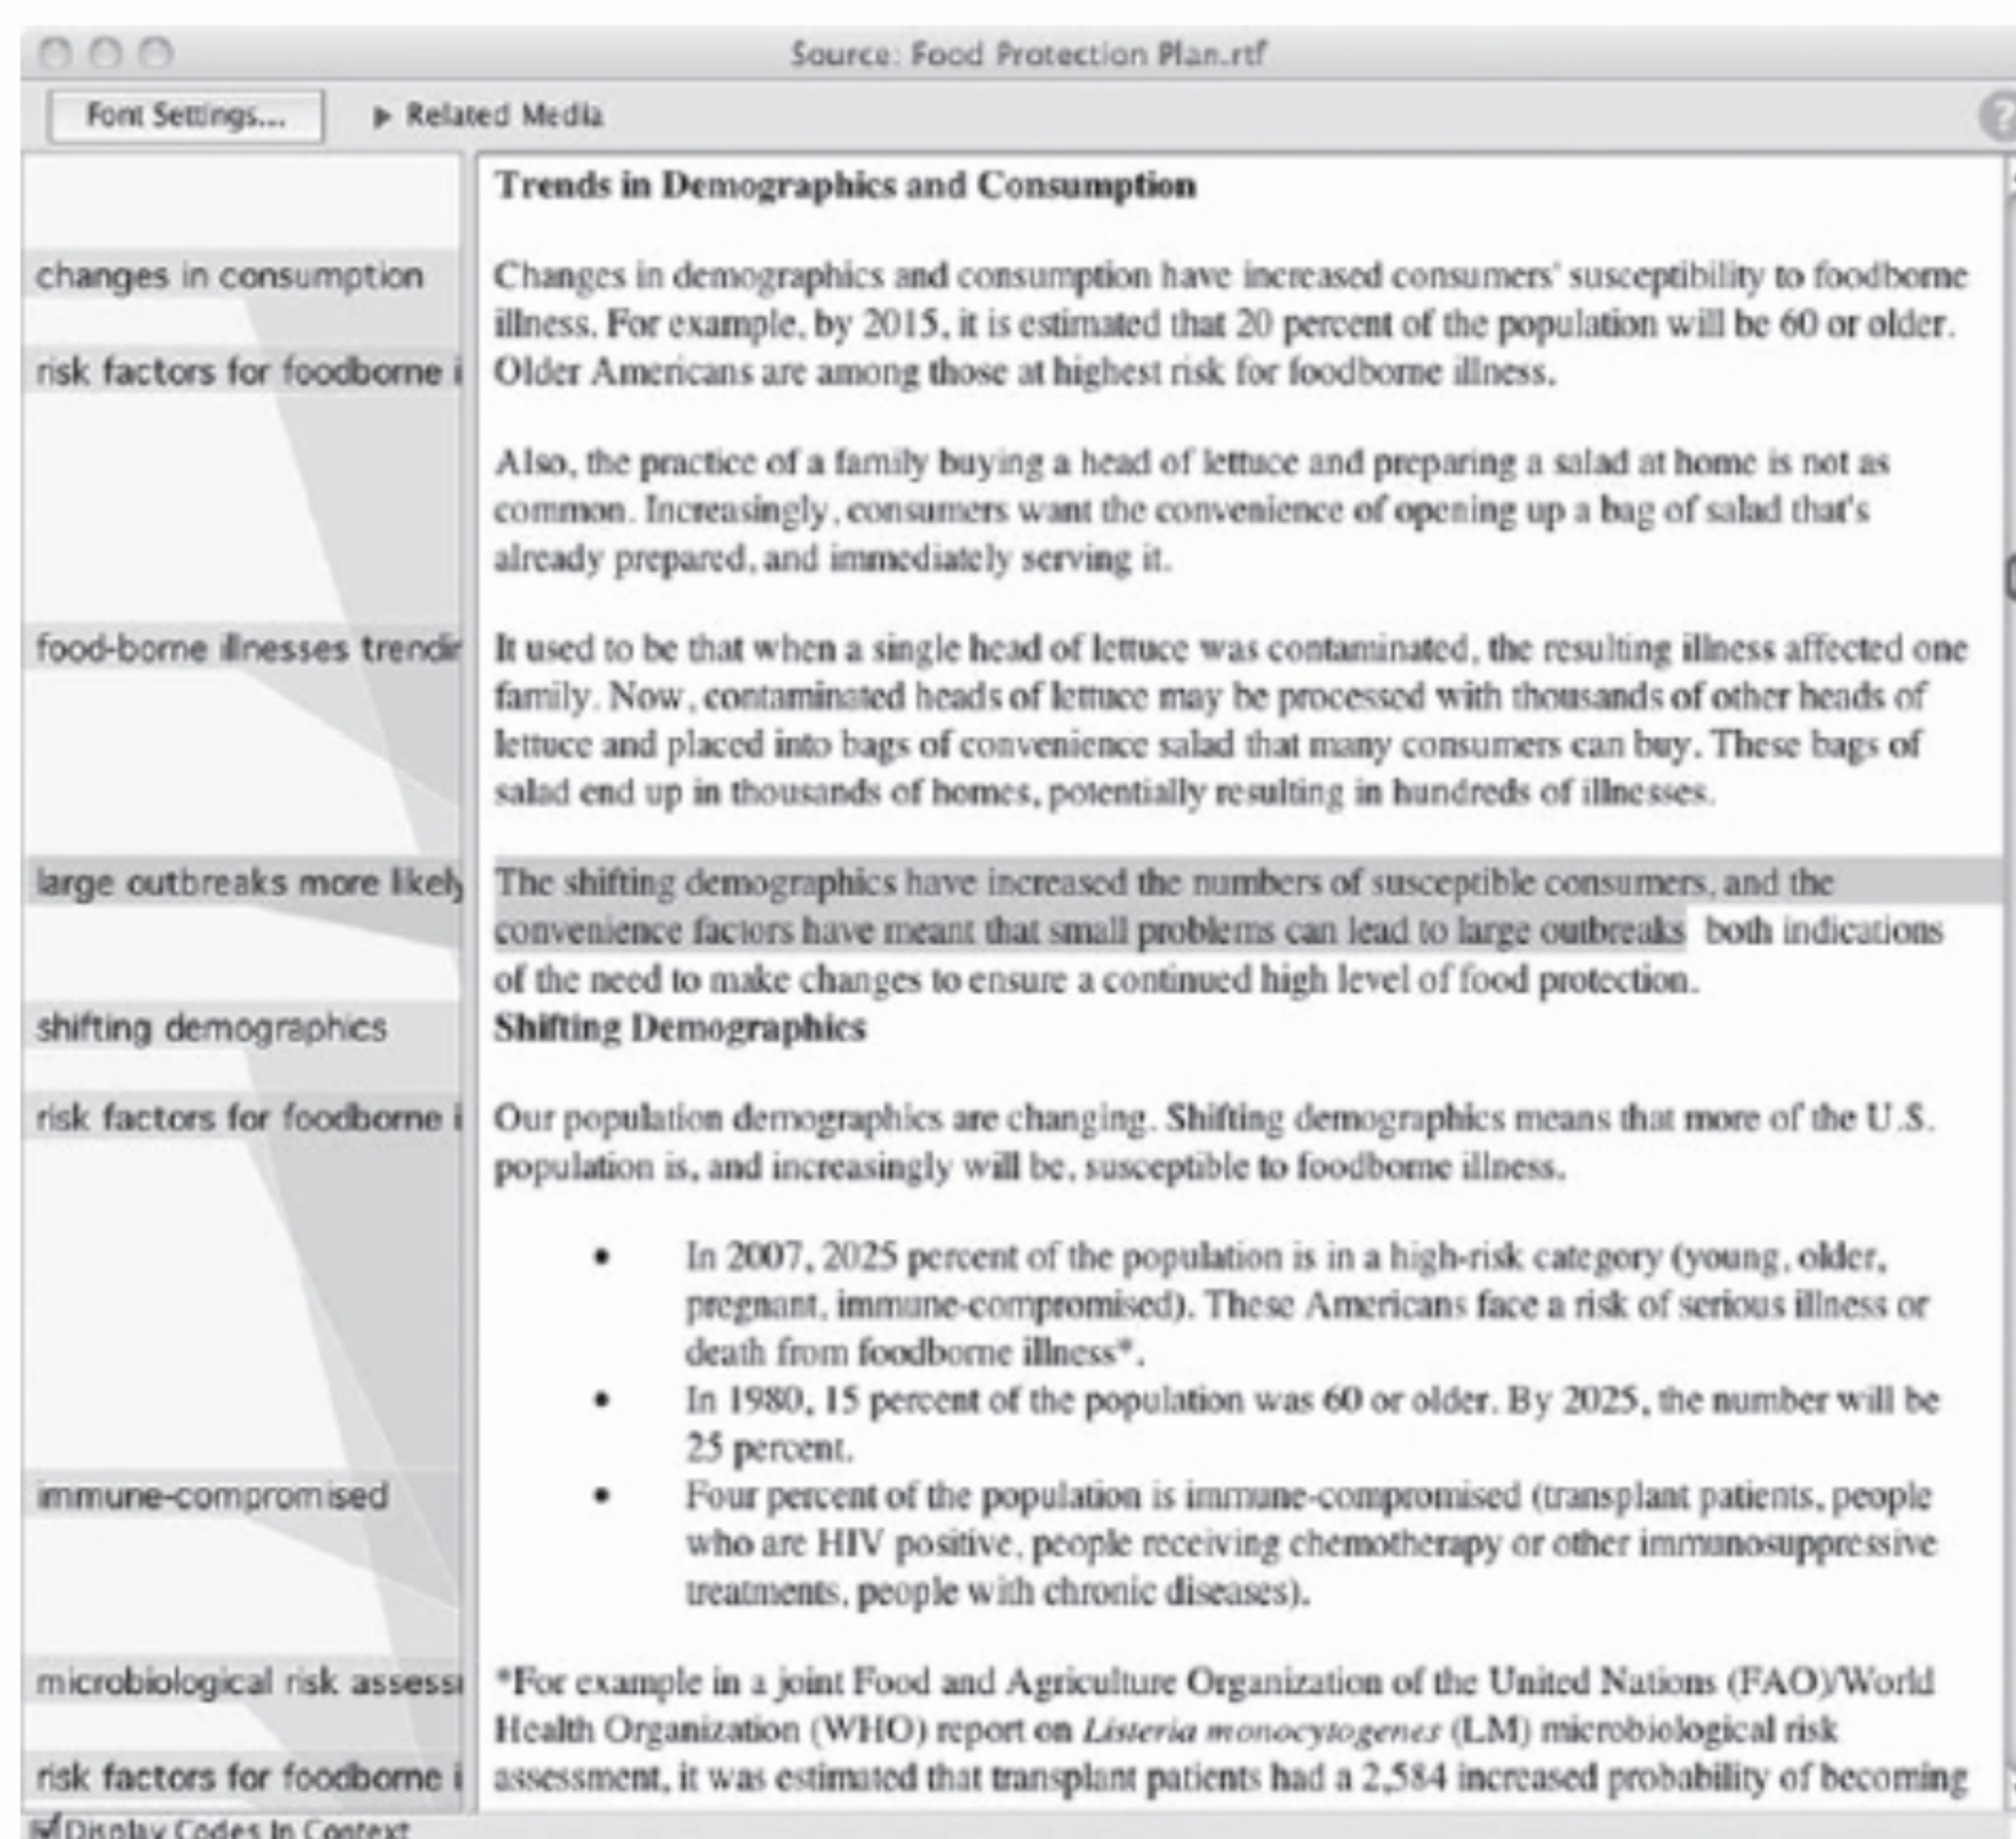 Source: Food Protection Plan.rtf
Font Settings...
▶ Related Media
?
Trends in Demographics and Consumption
changes in consumption
Changes in demographics and consumption have increased consumers' susceptibility to foodborne
illness. For example, by 2015, it is estimated that 20 percent of the population will be 60 or older.
risk factors for foodborne i
Older Americans are among those at highest risk for foodborne illness.
Also, the practice of a family buying a head of lettuce and preparing a salad at home is not as
common. Increasingly, consumers want the convenience of opening up a bag of salad that's
already prepared, and immediately serving it.
food-borne illnesses trendin
It used to be that when a single head of lettuce was contaminated, the resulting illness affected one
family. Now, contaminated heads of lettuce may be processed with thousands of other heads of
lettuce and placed into bags of convenience salad that many consumers can buy. These bags of
salad end up in thousands of homes, potentially resulting in hundreds of illnesses.
large outbreaks more likely
The shifting demographics have increased the numbers of susceptible consumers, and the
convenience factors have meant that small problems can lead to large outbreaks both indications
of the need to make changes to ensure a continued high level of food protection.
shifting demographics
Shifting Demographics
risk factors for foodborne i
Our population demographics are changing. Shifting demographics means that more of the U.S.
population is, and increasingly will be, susceptible to foodborne illness.
• In 2007, 2025 percent of the population is in a high-risk category (young, older,
pregnant, immune-compromised). These Americans face a risk of serious illness or
death from foodborne illness*.
• In 1980, 15 percent of the population was 60 or older. By 2025, the number will be
25 percent.
immune-compromised
• Four percent of the population is immune-compromised (transplant patients, people
who are HIV positive, people receiving chemotherapy or other immunosuppressive
treatments, people with chronic diseases).
microbiological risk assess
*For example in a joint Food and Agriculture Organization of the United Nations (FAO)/World
Health Organization (WHO) report on Listeria monocytogenes (LM) microbiological risk
risk factors for foodborne i
assessment, it was estimated that transplant patients had a 2,584 increased probability of becoming
Display Codes In Context